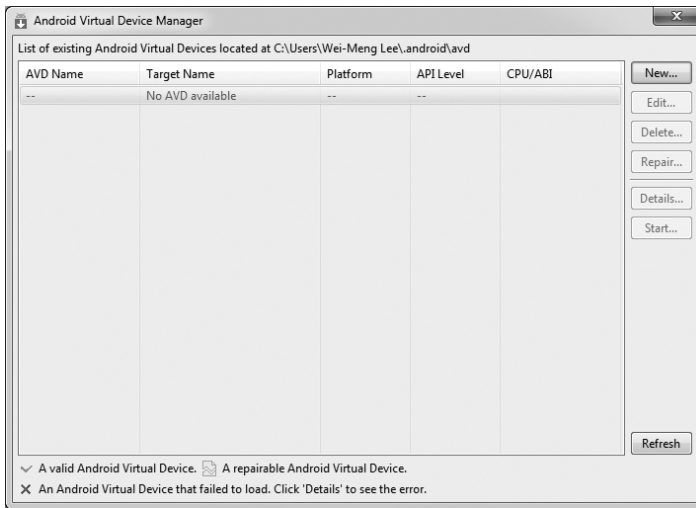 Android Virtual Device Manager
List of existing Android Virtual Devices located at C:\Users\Wei-Meng Lee\.android\avd
AVD Name Target Name Platform API Level CPU/ABI
-- No AVD available -- --
New...
Edit...
Delete...
Repair...
Details...
Start...
Refresh
A valid Android Virtual Device. A repairable Android Virtual Device.
An Android Virtual Device that failed to load. Click 'Details' to see the error.